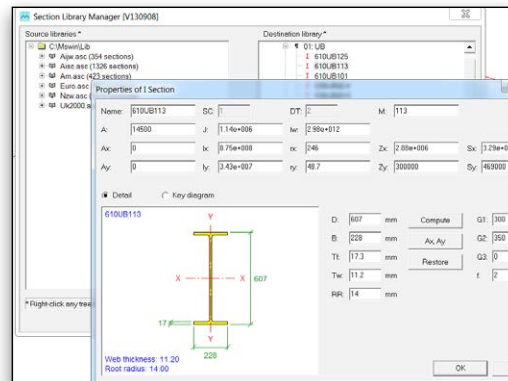 Section Library Manager [V130908]
Source libraries *
Destination library *
C:\Mswin\Lib
Aijw.asc (354 sections)
Aisc.asc (1326 sections)
Am.asc (423 sections)
Euro.asc
Nzw.asc
Uk2000.a
01: UB
610UB125
610UB113
610UB101
Properties of I Section
Name: 610UB113 SC: 1 DT: 2 M: 113
A: 14500 J: 1.14e+006 Iw: 2.98e+012
Ax: 0 Ix: 8.75e+008 rx: 246 Zx: 2.88e+006 Sx: 3.29e+0
Ay: 0 Iy: 3.43e+007 ry: 48.7 Zy: 300000 Sy: 469000
Detail Key diagram
610UB113
Y
X X
607
17
Y
228
Web thickness: 11.20
Root radius: 14.00
D: 607 mm Compute G1: 300
B: 228 mm Ax, Ay G2: 350
Tf: 17.3 mm Restore G3: 0
Tw: 11.2 mm f: 2
RR: 14 mm
* Right-click any tree
OK